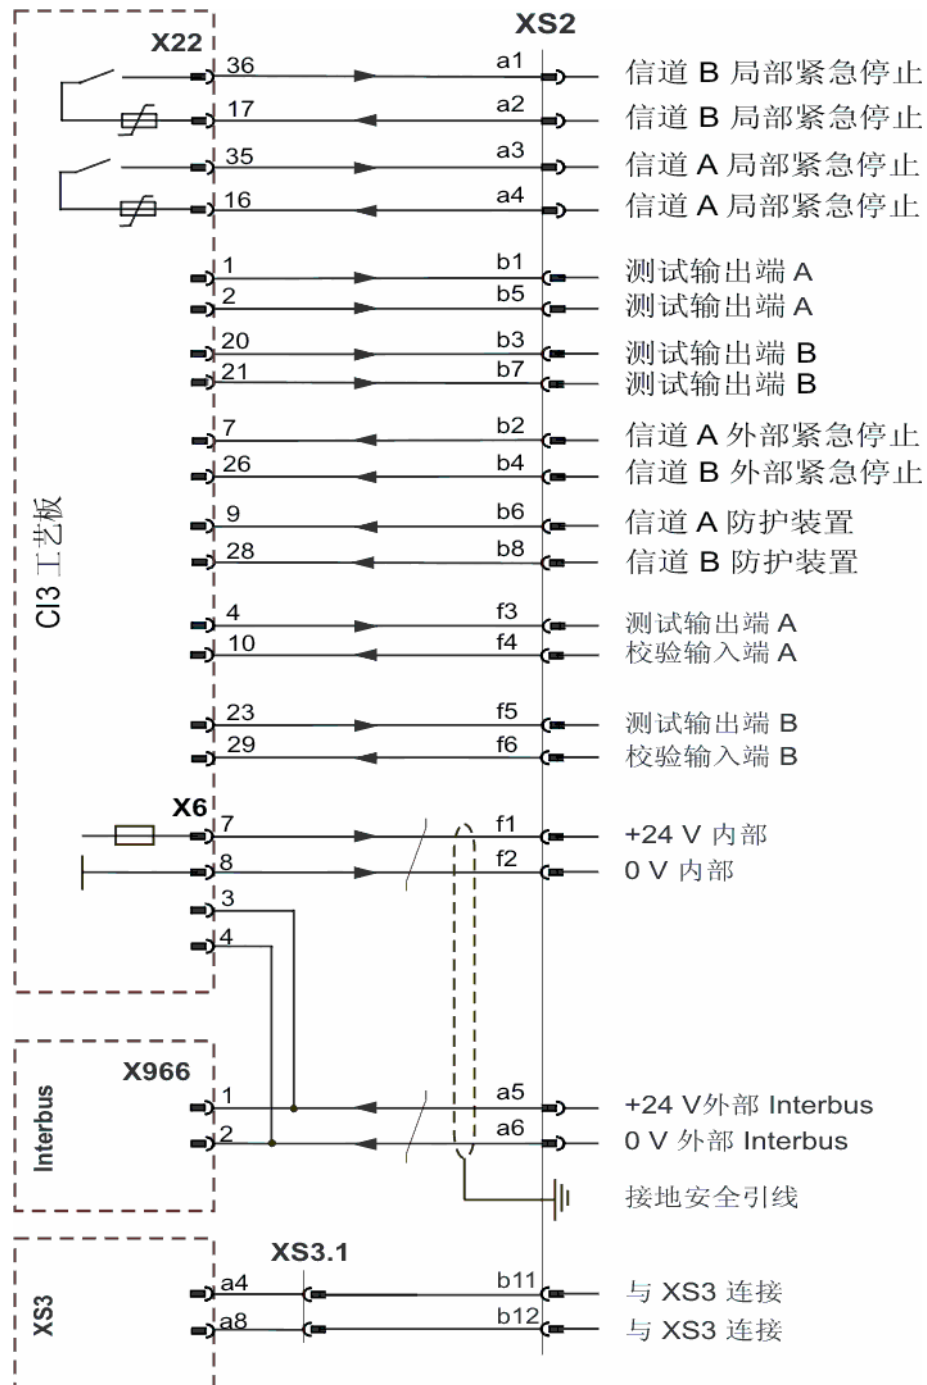 XS2
X22
36 a1 信道 B 局部紧急停止
17 a2 信道 B 局部紧急停止
35 a3 信道 A 局部紧急停止
16 a4 信道 A 局部紧急停止
1 b1 测试输出端 A
2 b5 测试输出端 A
20 b3 测试输出端 B
21 b7 测试输出端 B
7 b2 信道 A 外部紧急停止
26 b4 信道 B 外部紧急停止
9 b6 信道 A 防护装置
28 b8 信道 B 防护装置
CI3 工艺板
4 f3 测试输出端 A
10 f4 校验输入端 A
23 f5 测试输出端 B
29 f6 校验输入端 B
X6
7 f1 +24 V 内部
8 f2 0 V 内部
3
4
X966
Interbus
1 a5 +24 V外部 Interbus
2 a6 0 V 外部 Interbus
接地安全引线
XS3.1
XS3
a4 b11 与 XS3 连接
a8 b12 与 XS3 连接